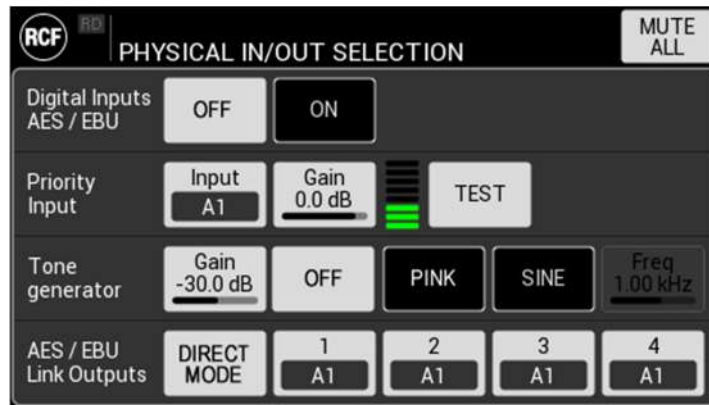 RCF
RD
MUTE
ALL
PHYSICAL IN/OUT SELECTION
Digital Inputs
AES / EBU
OFF
ON
Priority
Input
Input
A1
Gain
0.0 dB
TEST
Tone
generator
Gain
-30.0 dB
OFF
PINK
SINE
Freq
1.00 kHz
AES / EBU
Link Outputs
DIRECT
MODE
1
A1
2
A1
3
A1
4
A1